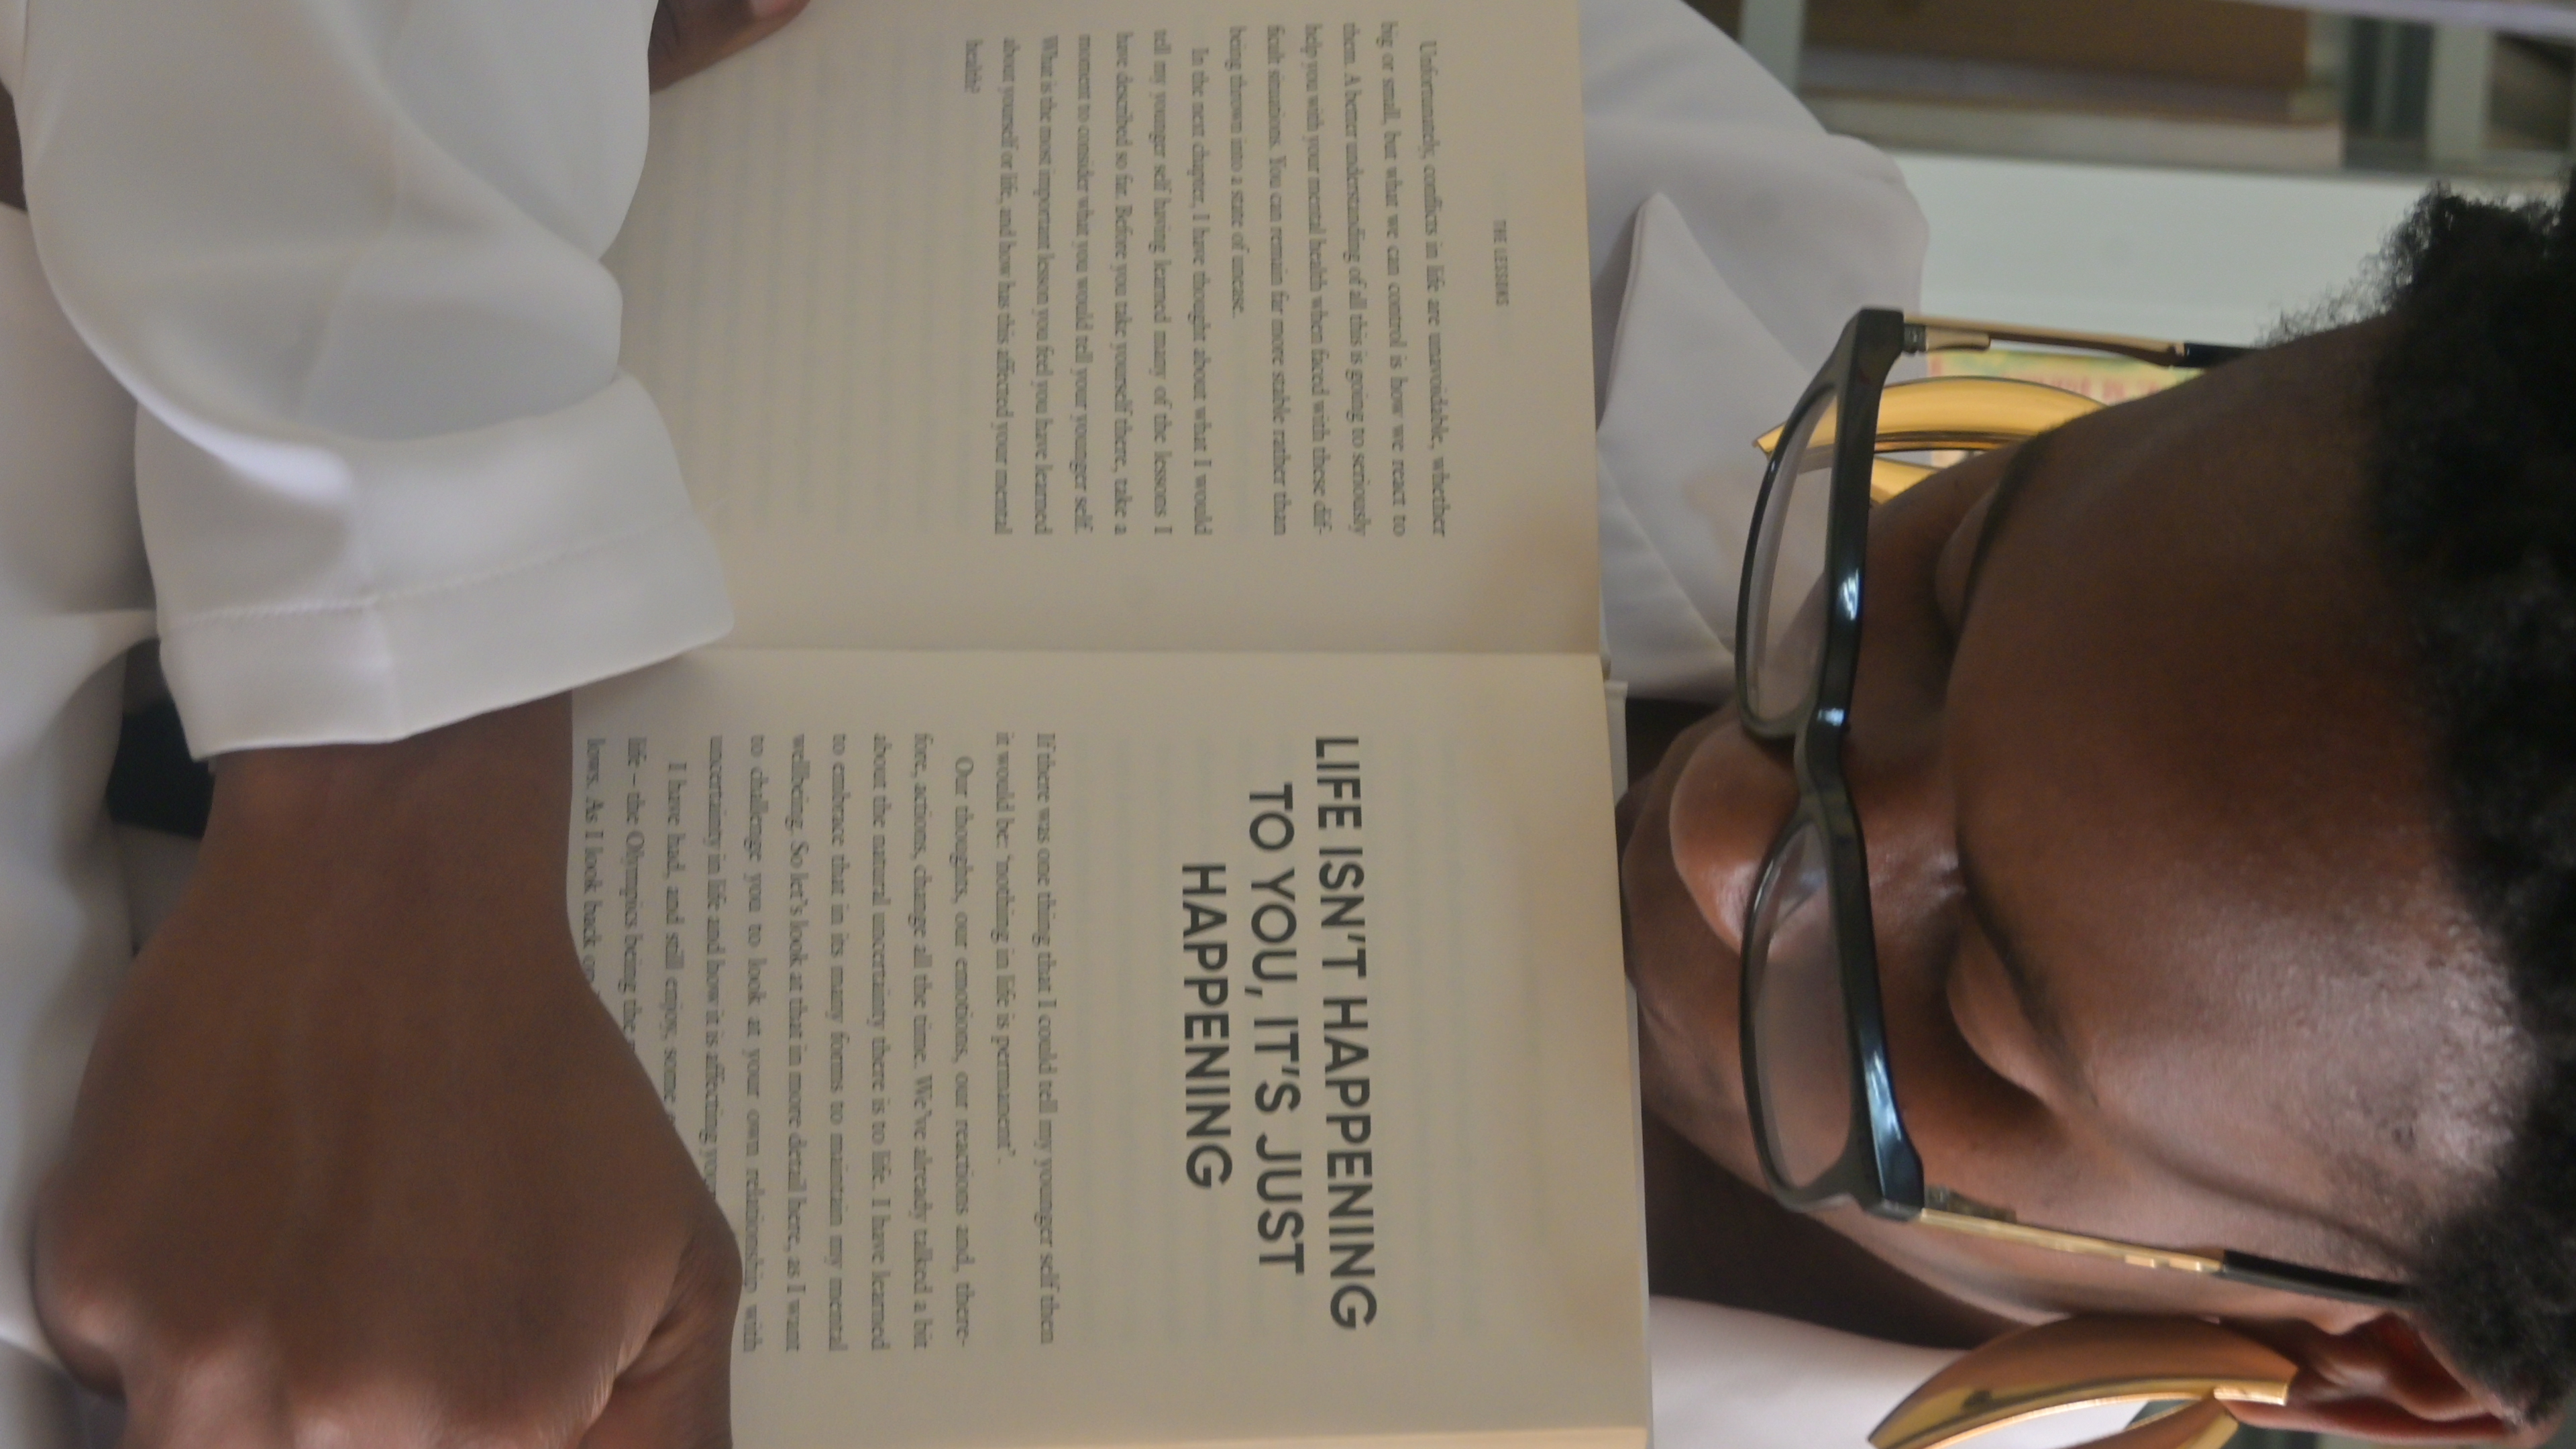 THE LESSONS
Unfortunately, conflicts in life are unavoidable, whether
big or small, but what we can control is how we react to
them. A better understanding of all this is going to seriously
help you with your mental health when faced with these dif-
ficult situations. You can remain far more stable rather than
being thrown into a state of unease.
In the next chapter, I have thought about what I would
tell my younger self having learned many of the lessons I
have described so far. Before you take yourself there, take a
moment to consider what you would tell your younger self.
What is the most important lesson you feel you have learned
about yourself or life, and how has this affected your mental
health?
LIFE ISN'T HAPPENING
TO YOU, IT'S JUST
HAPPENING
If there was one thing that I could tell my younger self then
it would be: 'nothing in life is permanent'.
Our thoughts, our emotions, our reactions and, there-
fore, actions, change all the time. We've already talked a bit
about the natural uncertainty there is to life. I have learned
to embrace that in its many forms to maintain my mental
wellbeing. So let's look at that in more detail here, as I want
to challenge you to look at your own relationship with
uncertainty in life and how it is affecting
I have had, and still enjoy, some
life – the Olympics being the
lows. As I look back on